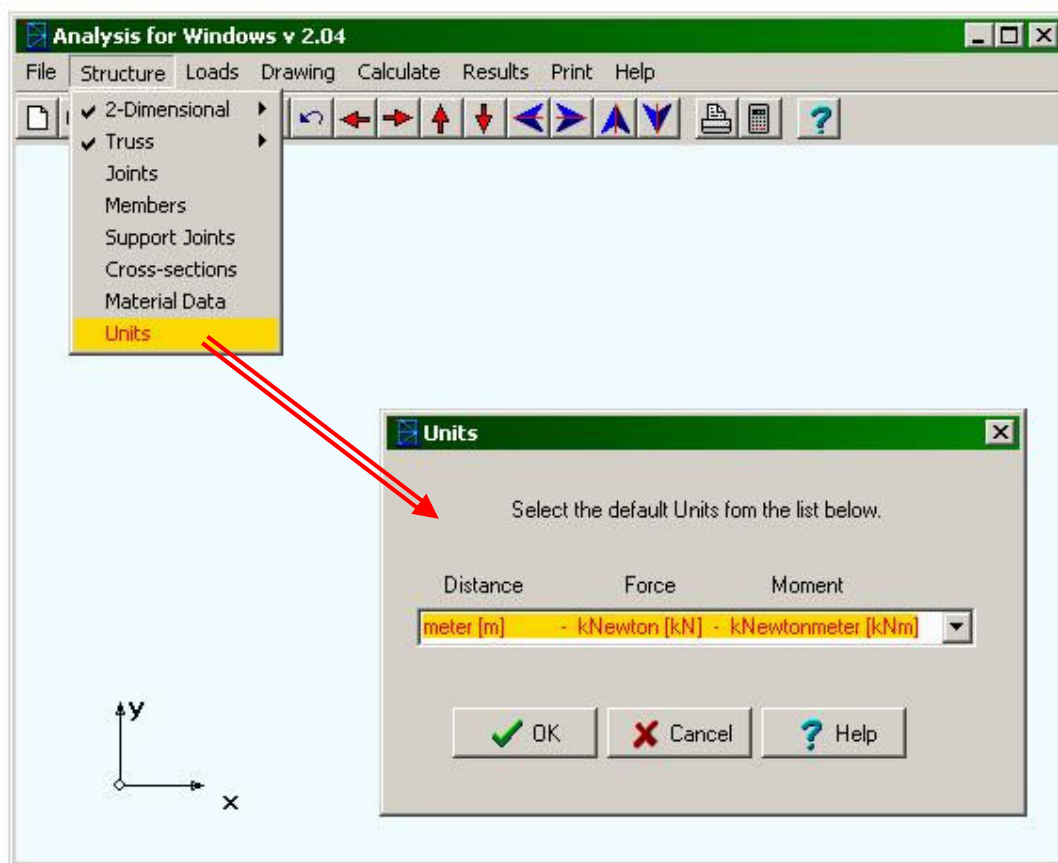 Analysis for Windows v 2.04
File Structure Loads Drawing Calculate Results Print Help
2-Dimensional
Truss
Joints
Members
Support Joints
Cross-sections
Material Data
Units
Units
Select the default Units fom the list below.
Distance Force Moment
meter [m] - kNewton [kN] - kNewtonmeter [kNm]
OK Cancel Help
y
x